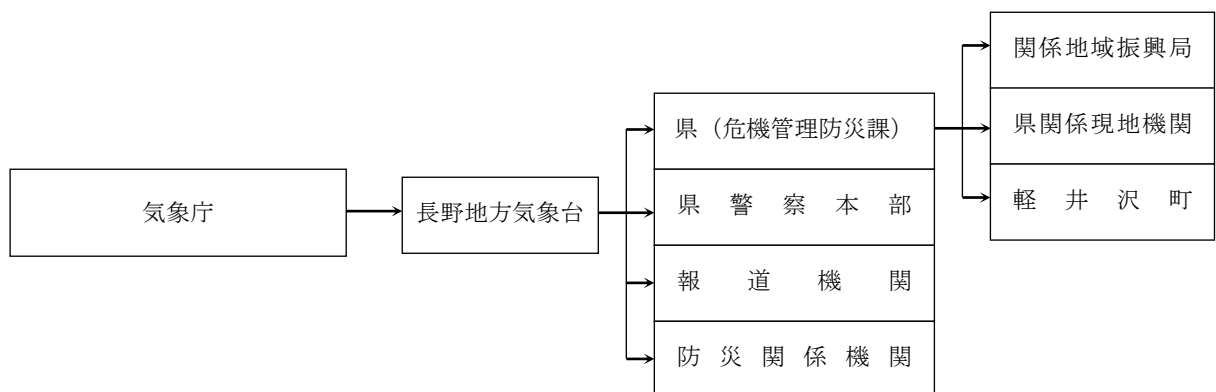 気象庁
長野地方気象台
県（危機管理防災課）
県警察本部
報道機関
防災関係機関
関係地域振興局
県関係現地機関
軽井沢町